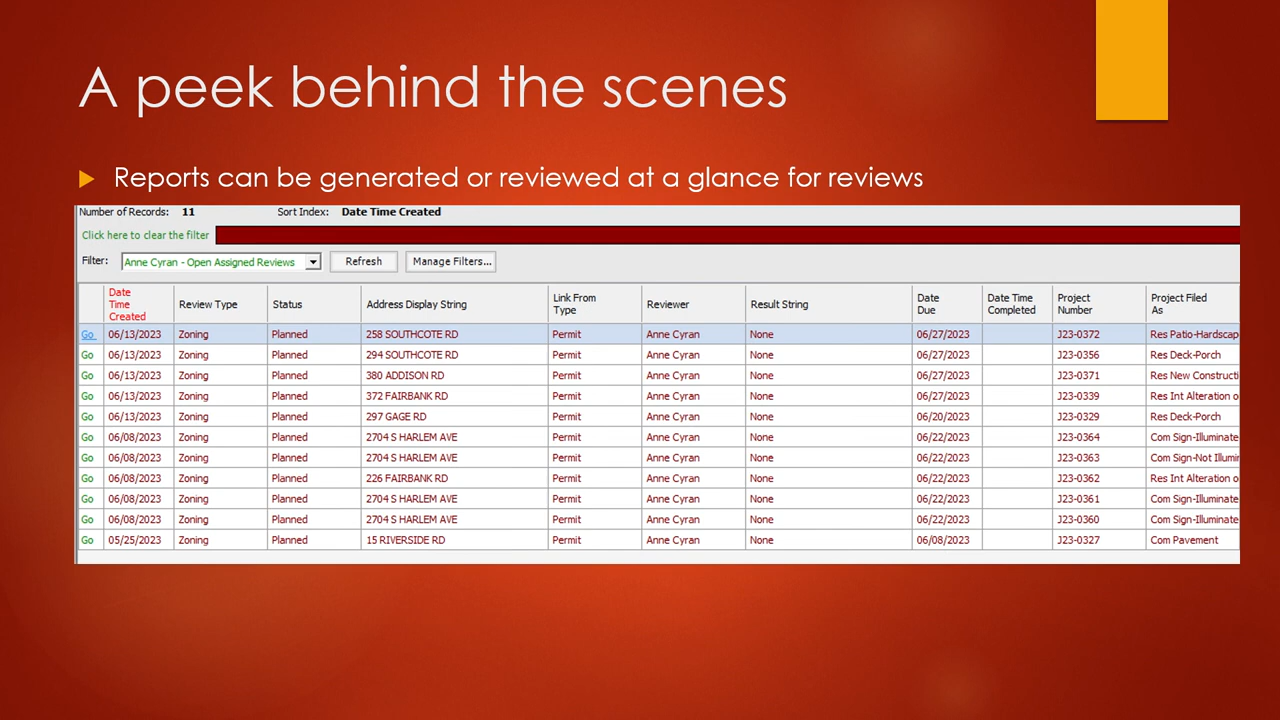 A peek behind the scenes
Reports can be generated or reviewed at a glance for reviews
Number of Records: 11 Sort Index: Date Time Created
Click here to clear the filter
Filter: Anne Cyran - Open Assigned Reviews Refresh Manage Filters...
Date Time Created Review Type Status Address Display String Link From Type Reviewer Result String Date Due Date Time Completed Project Number Project Filed As
Go 06/13/2023 Zoning Planned 258 SOUTHCOTE RD Permit Anne Cyran None 06/27/2023 J23-0372 Res Patio-Hardscap
Go 06/13/2023 Zoning Planned 294 SOUTHCOTE RD Permit Anne Cyran None 06/27/2023 J23-0356 Res Deck-Porch
Go 06/13/2023 Zoning Planned 380 ADDISON RD Permit Anne Cyran None 06/27/2023 J23-0371 Res New Constructi
Go 06/13/2023 Zoning Planned 372 FAIRBANK RD Permit Anne Cyran None 06/27/2023 J23-0339 Res Int Alteration o
Go 06/13/2023 Zoning Planned 297 GAGE RD Permit Anne Cyran None 06/20/2023 J23-0329 Res Deck-Porch
Go 06/08/2023 Zoning Planned 2704 S HARLEM AVE Permit Anne Cyran None 06/22/2023 J23-0364 Com Sign-Illuminate
Go 06/08/2023 Zoning Planned 2704 S HARLEM AVE Permit Anne Cyran None 06/22/2023 J23-0363 Com Sign-Not Illumin
Go 06/08/2023 Zoning Planned 226 FAIRBANK RD Permit Anne Cyran None 06/22/2023 J23-0362 Res Int Alteration o
Go 06/08/2023 Zoning Planned 2704 S HARLEM AVE Permit Anne Cyran None 06/22/2023 J23-0361 Com Sign-Illuminate
Go 06/08/2023 Zoning Planned 2704 S HARLEM AVE Permit Anne Cyran None 06/22/2023 J23-0360 Com Sign-Illuminate
Go 05/25/2023 Zoning Planned 15 RIVERSIDE RD Permit Anne Cyran None 06/08/2023 J23-0327 Com Pavement